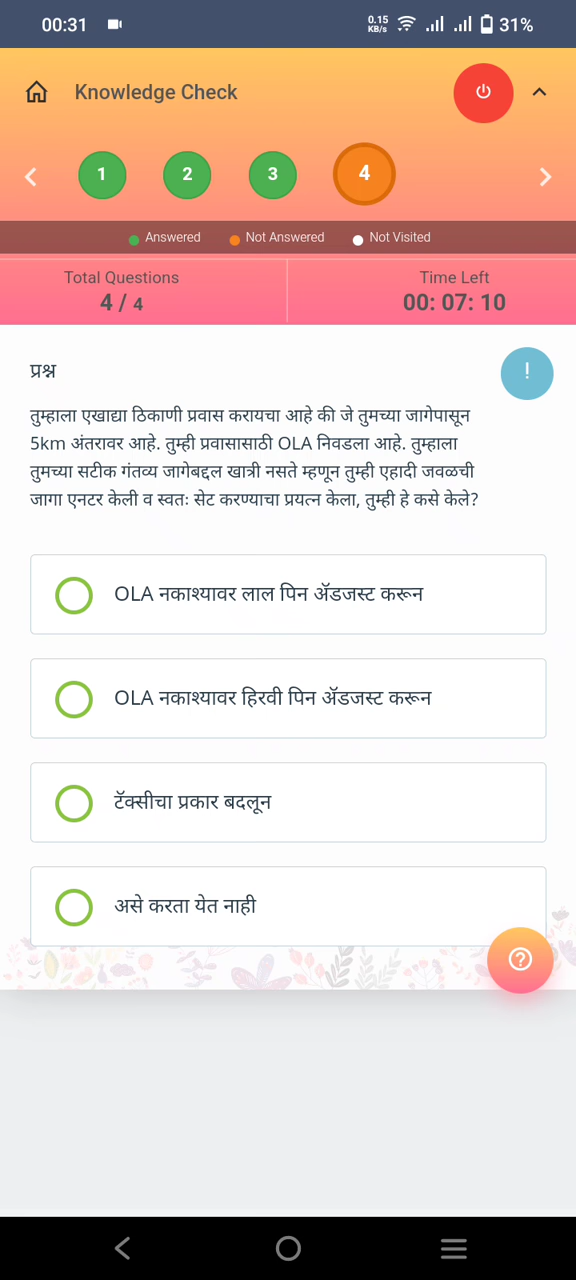 00:31
0.15
KB/s
31%
Knowledge Check
1 2 3 4
Answered Not Answered Not Visited
Total Questions Time Left
4 / 4 00: 07: 10
प्रश्न
!
तुम्हाला एखाद्या ठिकाणी प्रवास करायचा आहे की जे तुमच्या जागेपासून
5km अंतरावर आहे. तुम्ही प्रवासासाठी OLA निवडला आहे. तुम्हाला
तुमच्या सटीक गंतव्य जागेबद्दल खात्री नसते म्हणून तुम्ही एहादी जवळची
जागा एनटर केली व स्वतः सेट करण्याचा प्रयत्न केला, तुम्ही हे कसे केले?
OLA नकाश्यावर लाल पिन ॲडजस्ट करून
OLA नकाश्यावर हिरवी पिन ॲडजस्ट करून
टॅक्सीचा प्रकार बदलून
असे करता येत नाही
?